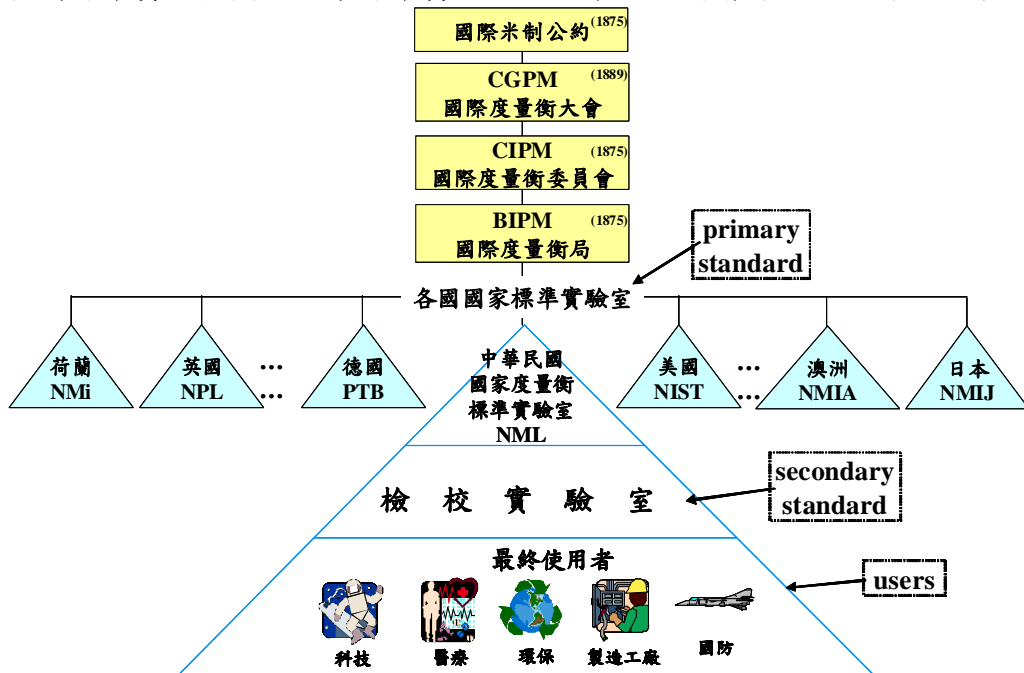 國際米制公約 (1875)
CGPM (1889)
國際度量衡大會
CIPM (1875)
國際度量衡委員會
BIPM (1875)
國際度量衡局
primary
standard
各國國家標準實驗室
荷蘭
NMi
英國
NPL
...
...
德國
PTB
中華民國
國家度量衡
標準實驗室
NML
美國
NIST
...
...
澳洲
NMIA
日本
NMIJ
檢校實驗室
secondary
standard
最終使用者
users
科技
醫療
環保
製造工廠
國防